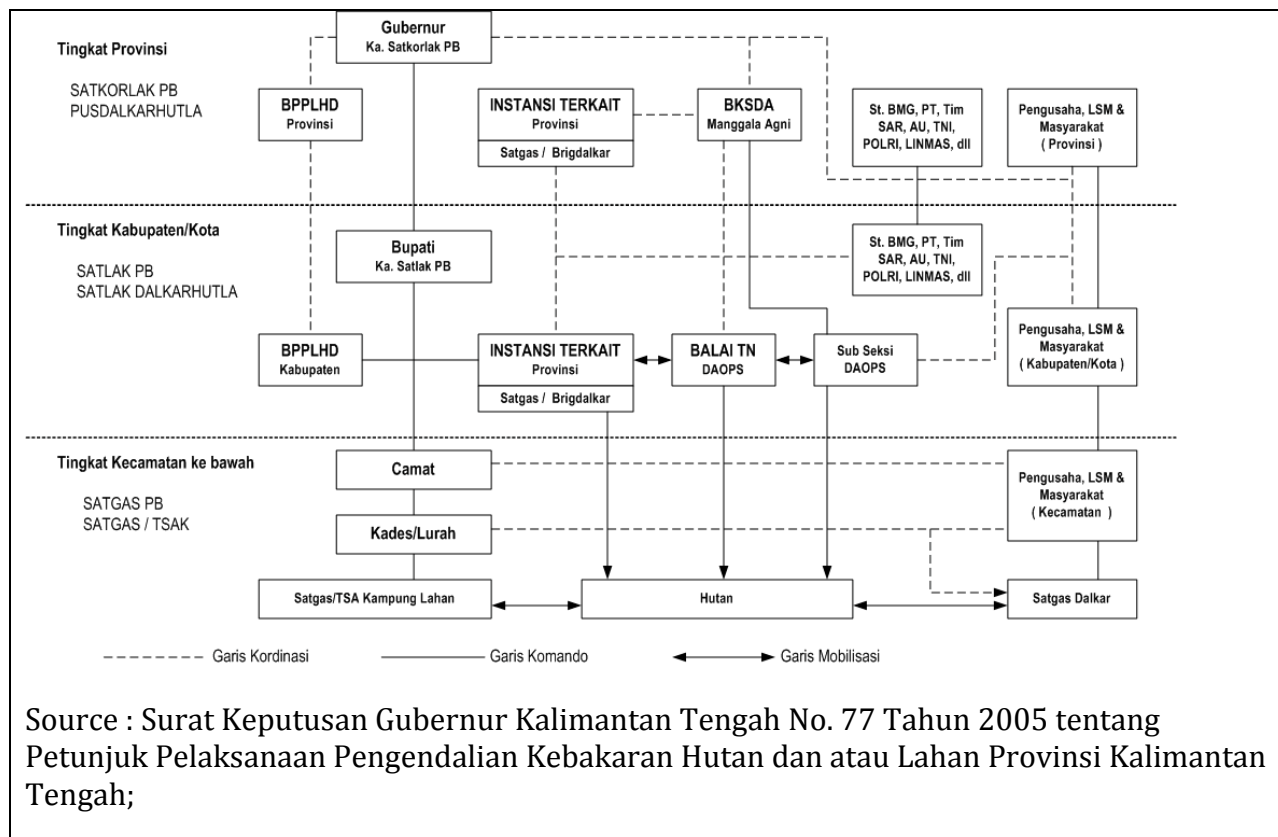 Gubernur
Ka. Satkorlak PB
Tingkat Provinsi
SATKORLAK PB
PUSDALKARHUTLA
BPPLHD
Provinsi
INSTANSI TERKAIT
Provinsi
Satgas / Brigdalkar
BKSDA
Manggala Agni
St. BMG, PT, Tim
SAR, AU, TNI,
POLRI, LINMAS, dll
Pengusaha, LSM &
Masyarakat
( Provinsi )
Tingkat Kabupaten/Kota
SATLAK PB
SATLAK DALKARHUTLA
Bupati
Ka. Satlak PB
St. BMG, PT, Tim
SAR, AU, TNI,
POLRI, LINMAS, dll
BPPLHD
Kabupaten
INSTANSI TERKAIT
Provinsi
Satgas / Brigdalkar
BALAI TN
DAOPS
Sub Seksi
DAOPS
Pengusaha, LSM &
Masyarakat
( Kabupaten/Kota )
Tingkat Kecamatan ke bawah
SATGAS PB
SATGAS / TSAK
Camat
Kades/Lurah
Pengusaha, LSM &
Masyarakat
( Kecamatan )
Satgas/TSA Kampung Lahan
Hutan
Satgas Dalkar
Garis Kordinasi
Garis Komando
Garis Mobilisasi
Source : Surat Keputusan Gubernur Kalimantan Tengah No. 77 Tahun 2005 tentang
Petunjuk Pelaksanaan Pengendalian Kebakaran Hutan dan atau Lahan Provinsi Kalimantan
Tengah;